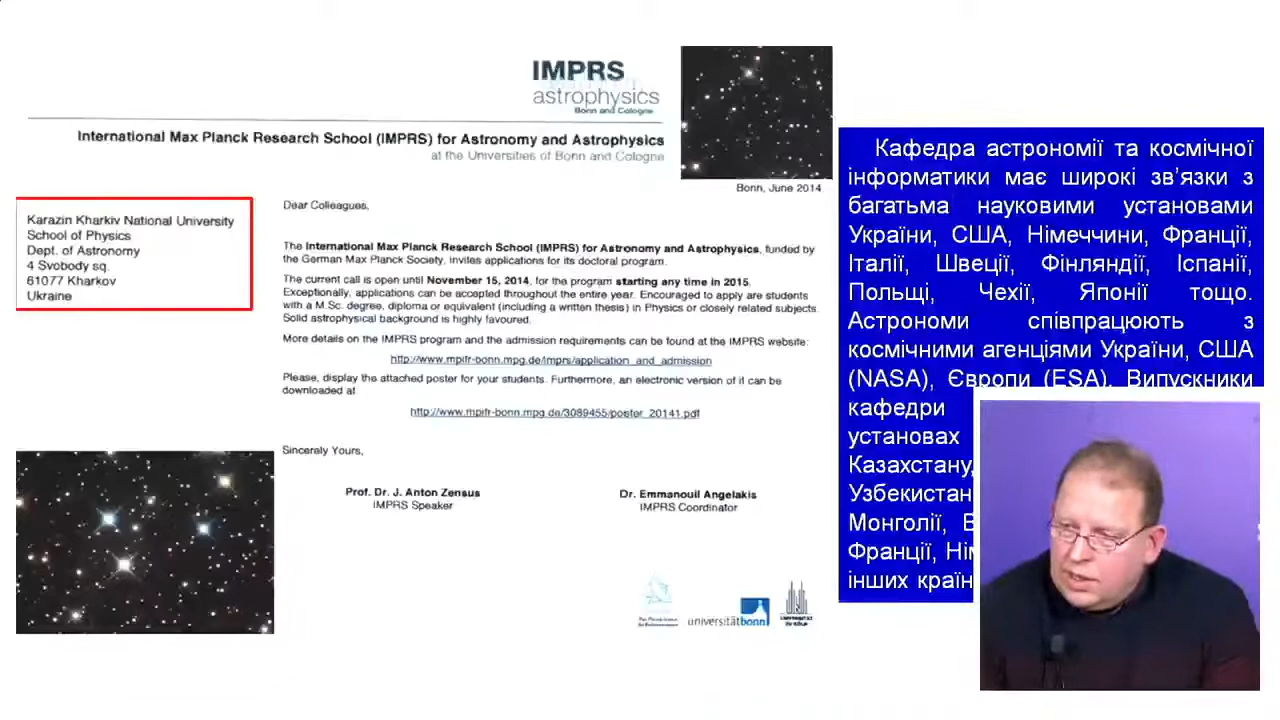 IMPRS
astrophysics
Bonn and Cologne
International Max Planck Research School (IMPRS) for Astronomy and Astrophysics
at the Universities of Bonn and Cologne
Bonn, June 2014
Karazin Kharkiv National University
School of Physics
Dept. of Astronomy
4 Svobody sq.
61077 Kharkov
Ukraine
Dear Colleagues,
The International Max Planck Research School (IMPRS) for Astronomy and Astrophysics, funded by
the German Max Planck Society, invites applications for its doctoral program.
The current call is open until November 15, 2014, for the program starting any time in 2015.
Exceptionally, applications can be accepted throughout the entire year. Encouraged to apply are students
with a M.Sc. degree, diploma or equivalent (including a written thesis) in Physics or closely related subjects.
Solid astrophysical background is highly favoured.
More details on the IMPRS program and the admission requirements can be found at the IMPRS website:
http://www.mpifr-bonn.mpg.de/imprs/application_and_admission
Please, display the attached poster for your students. Furthermore, an electronic version of it can be
downloaded at
http://www.mpifr-bonn.mpg.de/3089455/poster_20141.pdf
Sincerely Yours,
Prof. Dr. J. Anton Zensus
IMPRS Speaker
Dr. Emmanouil Angelakis
IMPRS Coordinator
universitätbonn
UNIVERSITÄT
ZU KÖLN
Кафедра астрономії та космічної
інформатики має широкі зв'язки з
багатьма науковими установами
України, США, Німеччини, Франції,
Італії, Швеції, Фінляндії, Іспанії,
Польщі, Чехії, Японії тощо.
Астрономи співпрацюють з
космічними агенціями України, США
(NASA), Європи (ESA). Випускники
кафедри
установах
Казахстану,
Узбекистан
Монголії, В
Франції, Нім
інших країн